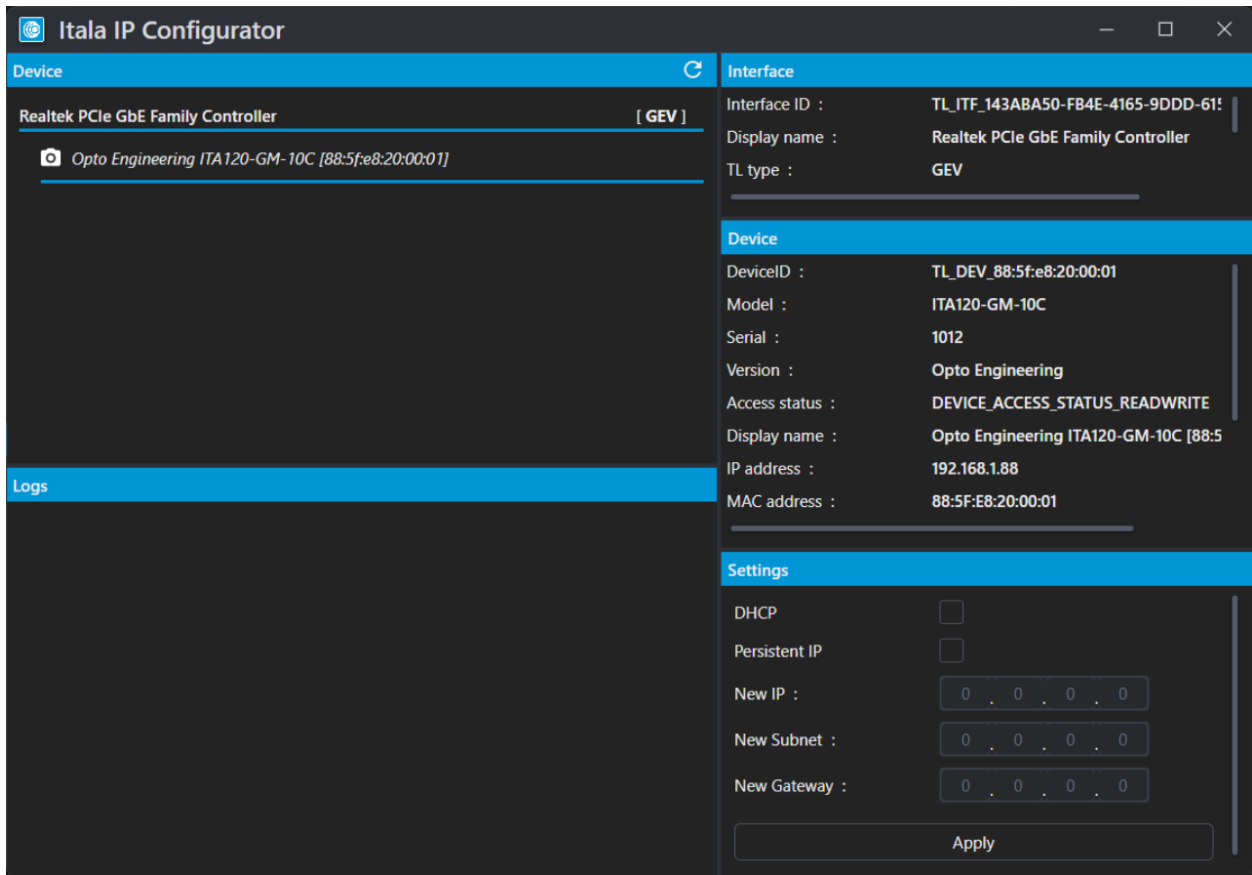 Itala IP Configurator
Device
Realtek PCIe GbE Family Controller [ GEV ]
Opto Engineering ITA120-GM-10C [88:5f:e8:20:00:01]
Logs
Interface
Interface ID : TL_ITF_143ABA50-FB4E-4165-9DDD-615
Display name : Realtek PCIe GbE Family Controller
TL type : GEV
Device
DeviceID : TL_DEV_88:5f:e8:20:00:01
Model : ITA120-GM-10C
Serial : 1012
Version : Opto Engineering
Access status : DEVICE_ACCESS_STATUS_READWRITE
Display name : Opto Engineering ITA120-GM-10C [88:5
IP address : 192.168.1.88
MAC address : 88:5F:E8:20:00:01
Settings
DHCP
Persistent IP
New IP : 0 . 0 . 0 . 0
New Subnet : 0 . 0 . 0 . 0
New Gateway : 0 . 0 . 0 . 0
Apply